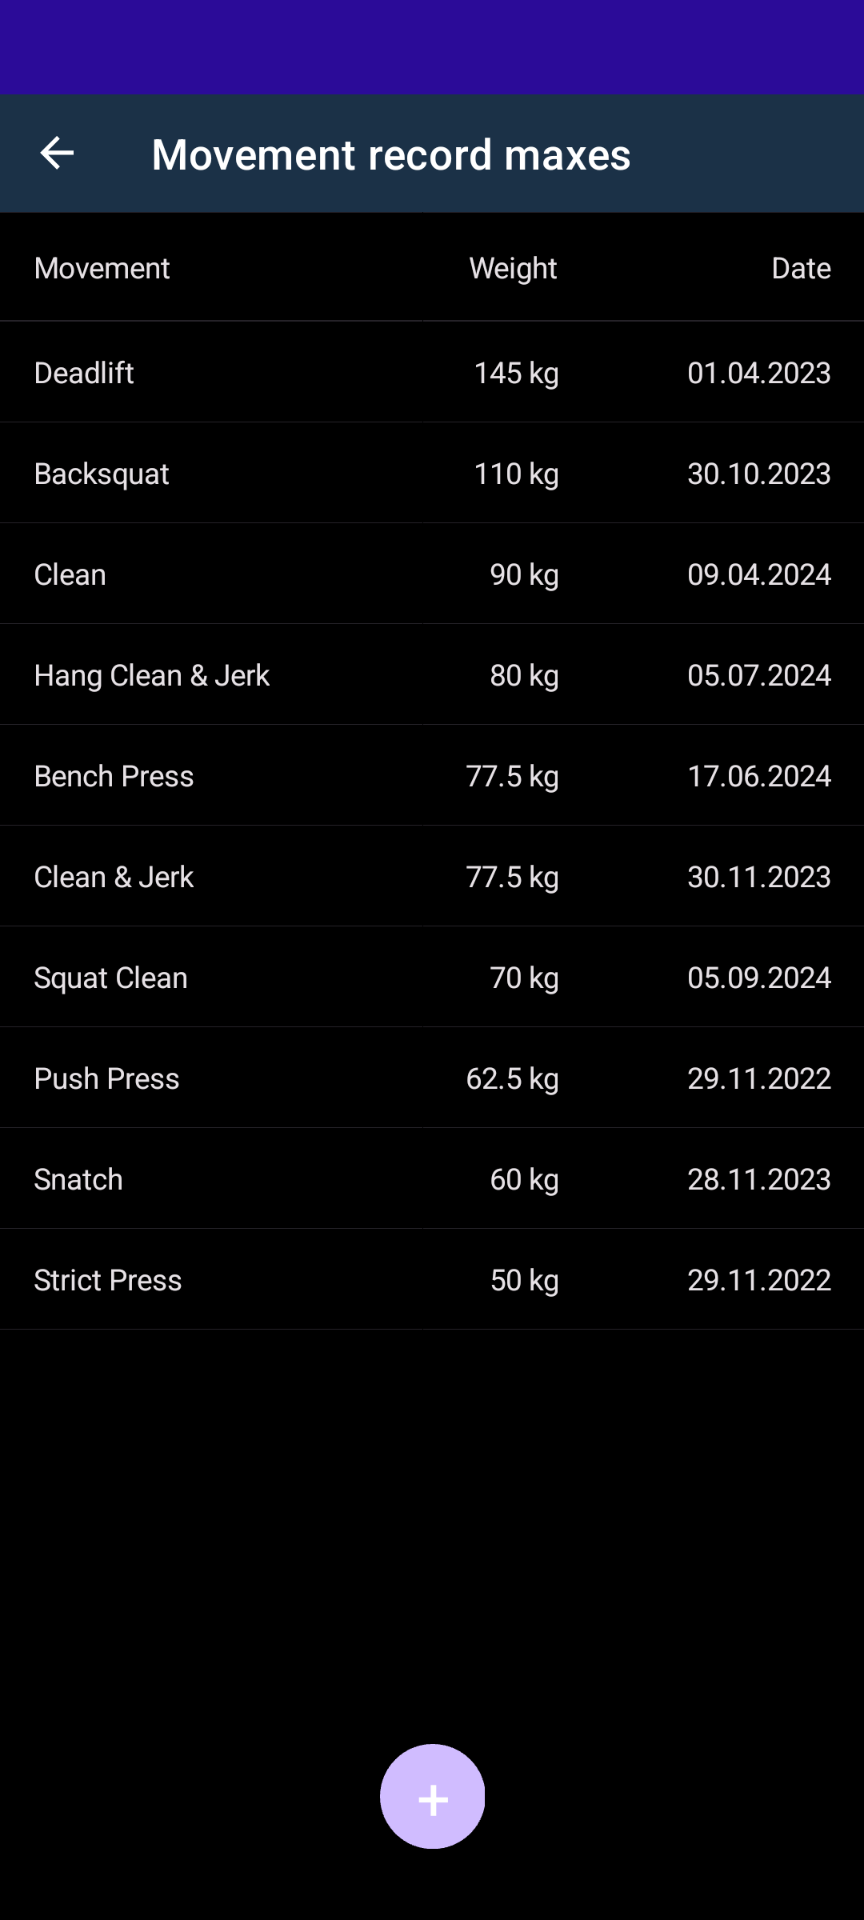 Movement record maxes
Movement Weight Date
Deadlift 145 kg 01.04.2023
Backsquat 110 kg 30.10.2023
Clean 90 kg 09.04.2024
Hang Clean & Jerk 80 kg 05.07.2024
Bench Press 77.5 kg 17.06.2024
Clean & Jerk 77.5 kg 30.11.2023
Squat Clean 70 kg 05.09.2024
Push Press 62.5 kg 29.11.2022
Snatch 60 kg 28.11.2023
Strict Press 50 kg 29.11.2022
+